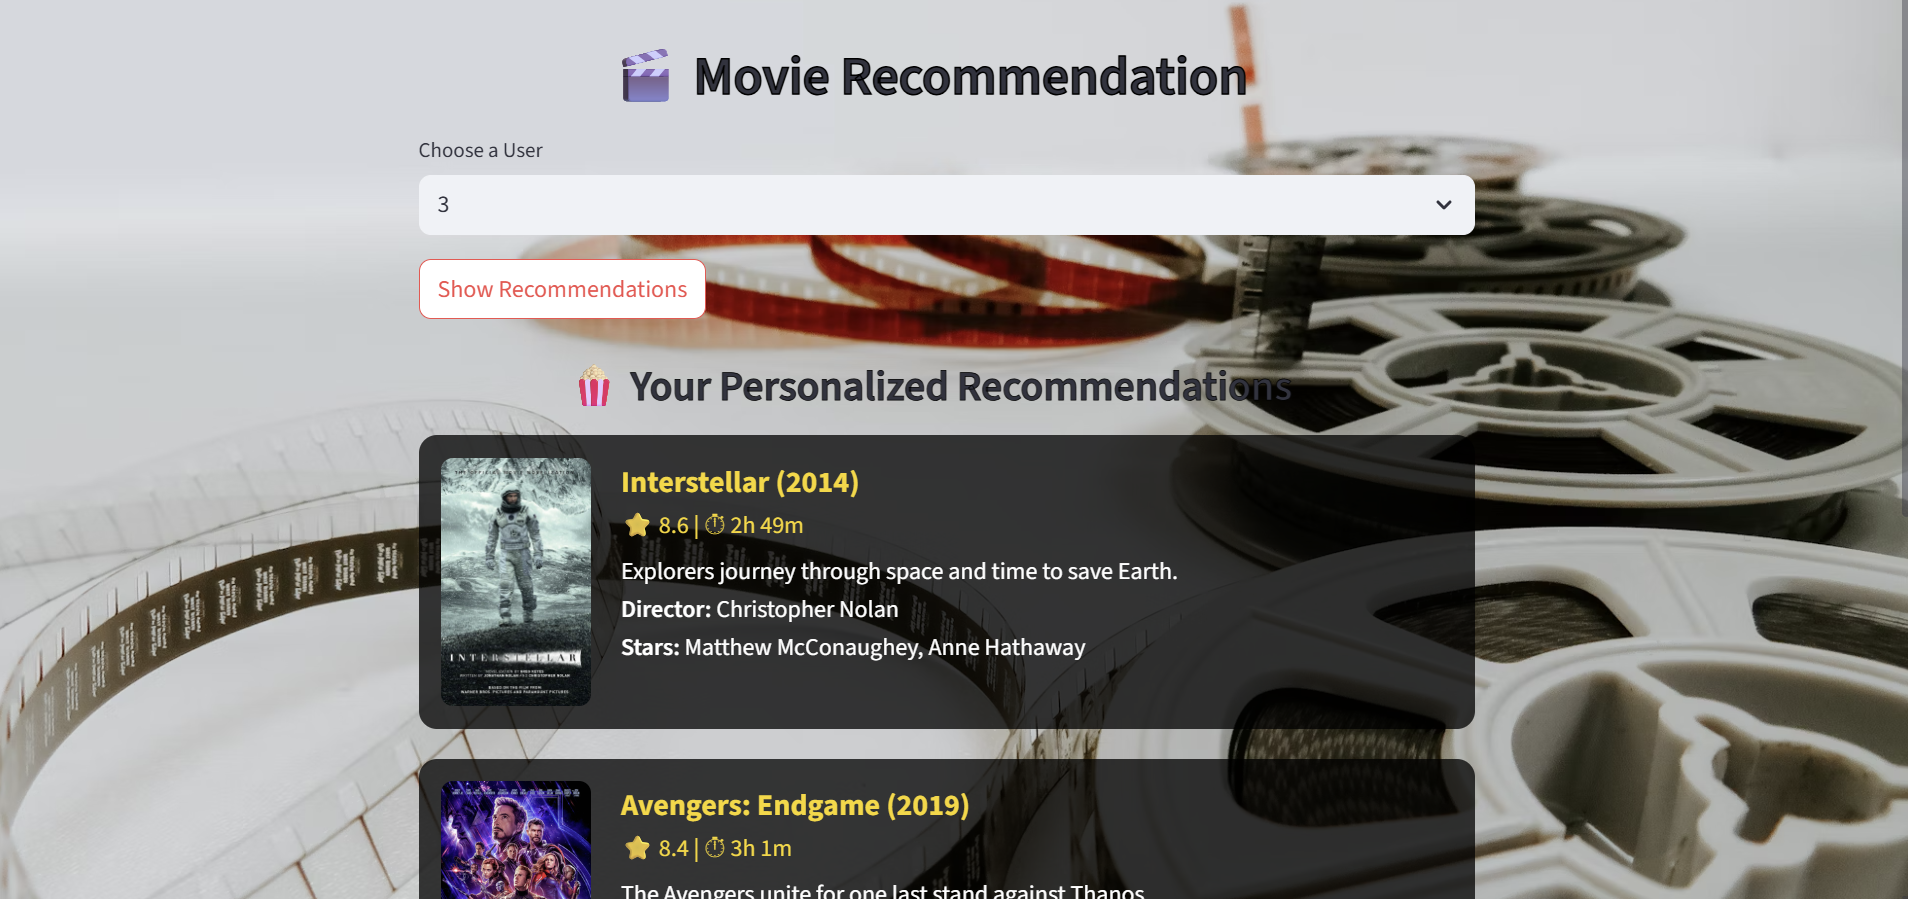 Movie Recommendation
Choose a User
3
Show Recommendations
Your Personalized Recommendations
Interstellar (2014)
8.6 | ⏱ 2h 49m
Explorers journey through space and time to save Earth.
Director: Christopher Nolan
Stars: Matthew McConaughey, Anne Hathaway
INTERSTELLAR
Avengers: Endgame (2019)
8.4 | ⏱ 3h 1m
The Avengers unite for one last stand against Thanos